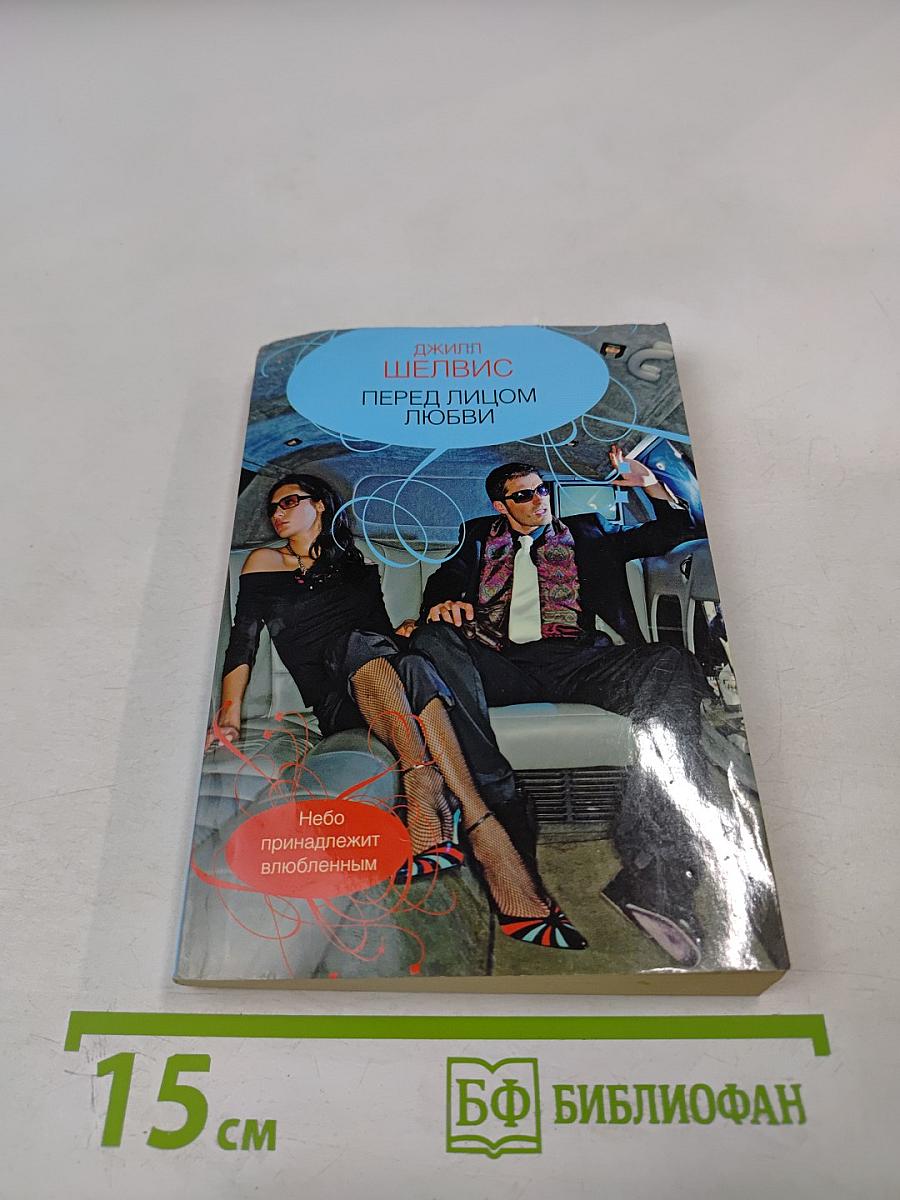 ДЖИЛЛ
ШЕЛВИС
ПЕРЕД ЛИЦОМ
ЛЮБВИ
Небо
принадлежит
влюбленным
15 см
БФ БИБЛИОФАН